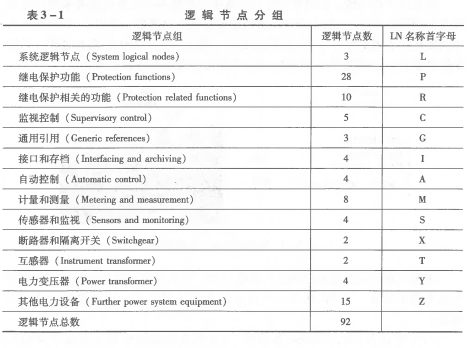 表3-1 逻辑节点分组
逻辑节点组 逻辑节点数 LN 名称首字母
系统逻辑节点（System logical nodes） 3 L
继电保护功能（Protection functions） 28 P
继电保护相关的功能（Protection related functions） 10 R
监视控制（Supervisory control） 5 C
通用引用（Generic references） 3 G
接口和存档（Interfacing and archiving） 4 I
自动控制（Automatic control） 4 A
计量和测量（Metering and measurement） 8 M
传感器和监视（Sensors and monitoring） 4 S
断路器和隔离开关（Switchgear） 2 X
互感器（Instrument transformer） 2 T
电力变压器（Power transformer） 4 Y
其他电力设备（Further power system equipment） 15 Z
逻辑节点总数 92